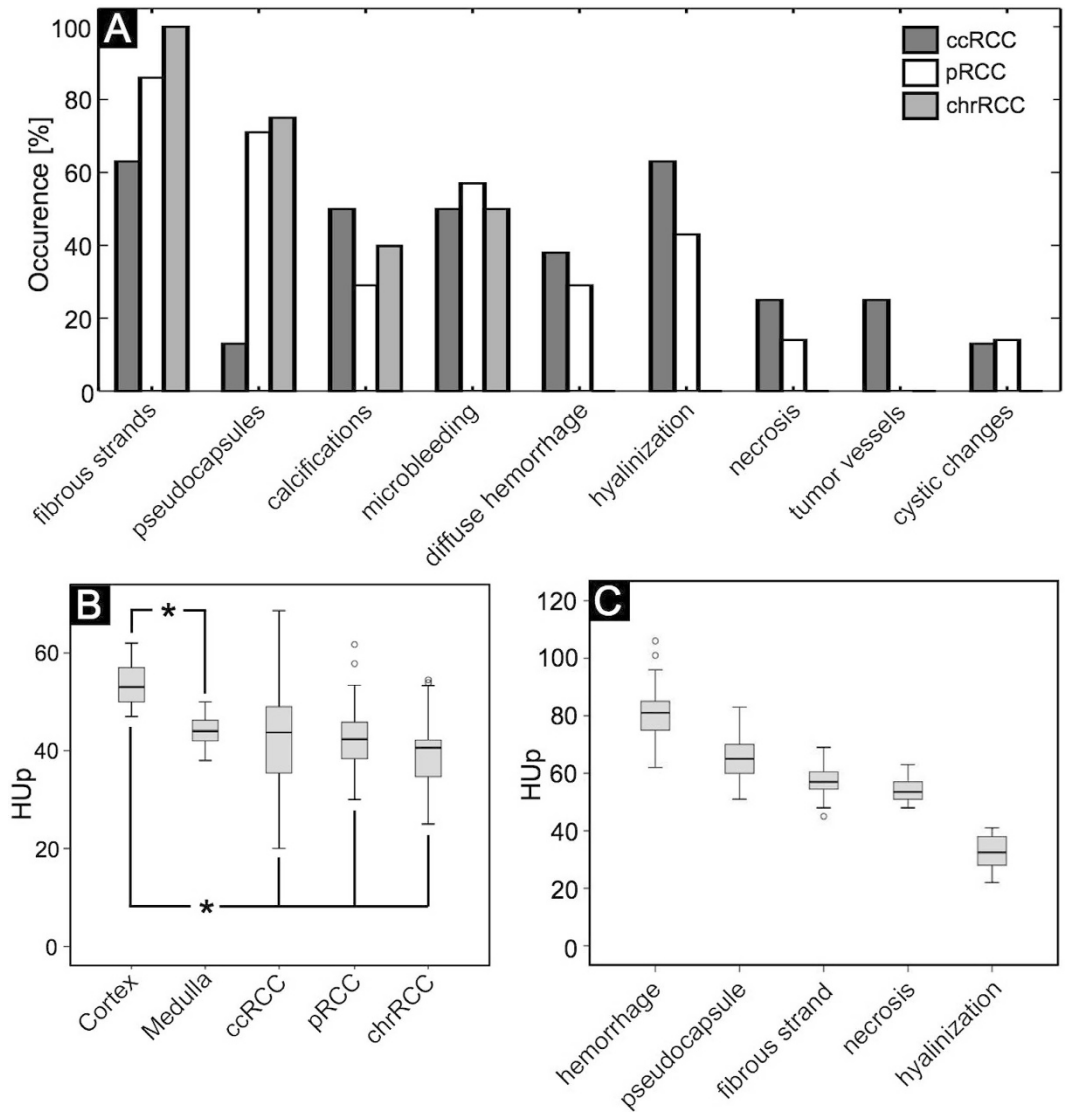 A
ccRCC
pRCC
chrRCC
Occurence [%]
100
80
60
40
20
0
fibrous strands
pseudocapsules
calcifications
microbleeding
diffuse hemorrhage
hyalinization
necrosis
tumor vessels
cystic changes
B
*
HUp
60
40
20
0
*
Cortex
Medulla
ccRCC
pRCC
chrRCC
C
HUp
120
100
80
60
40
20
0
hemorrhage
pseudocapsule
fibrous strand
necrosis
hyalinization